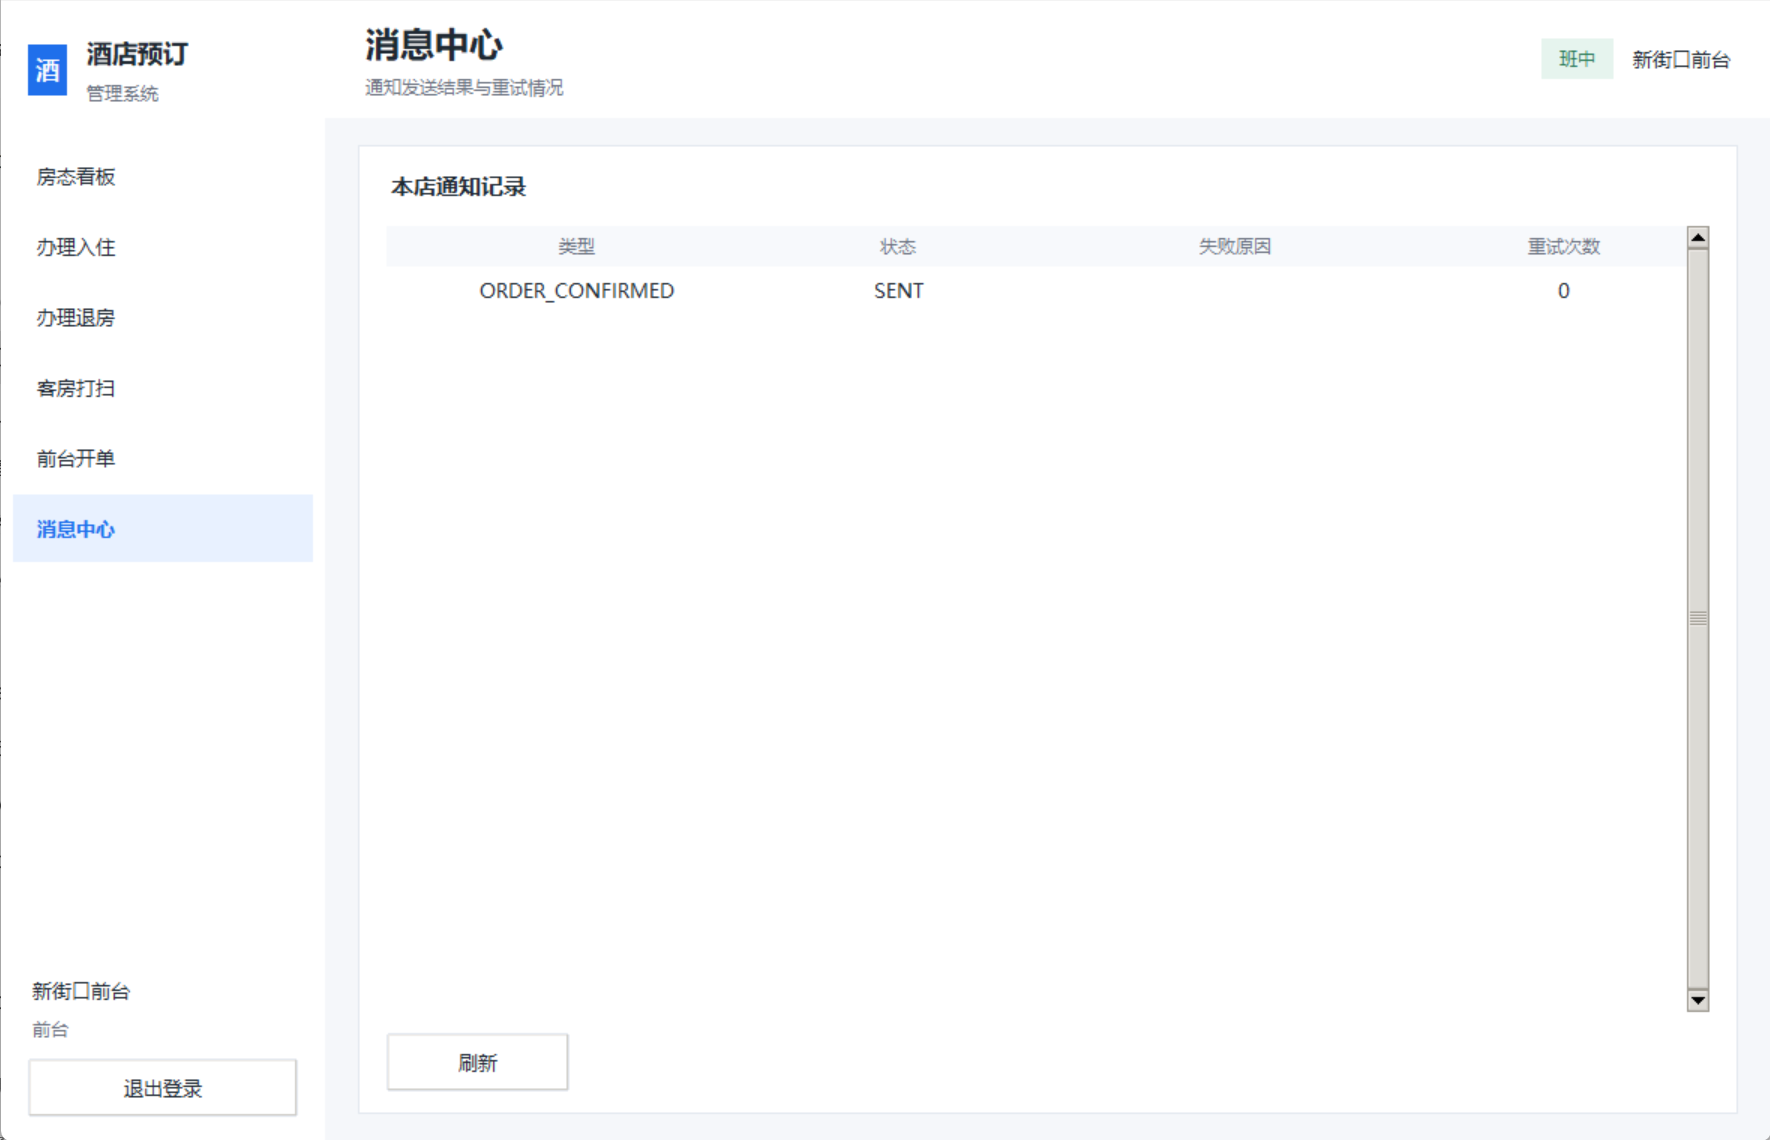 酒
酒店预订
管理系统
房态看板
办理入住
办理退房
客房打扫
前台开单
消息中心
新街口前台
前台
退出登录
消息中心
通知发送结果与重试情况
班中 新街口前台
本店通知记录
类型 状态 失败原因 重试次数
ORDER_CONFIRMED SENT 0
刷新